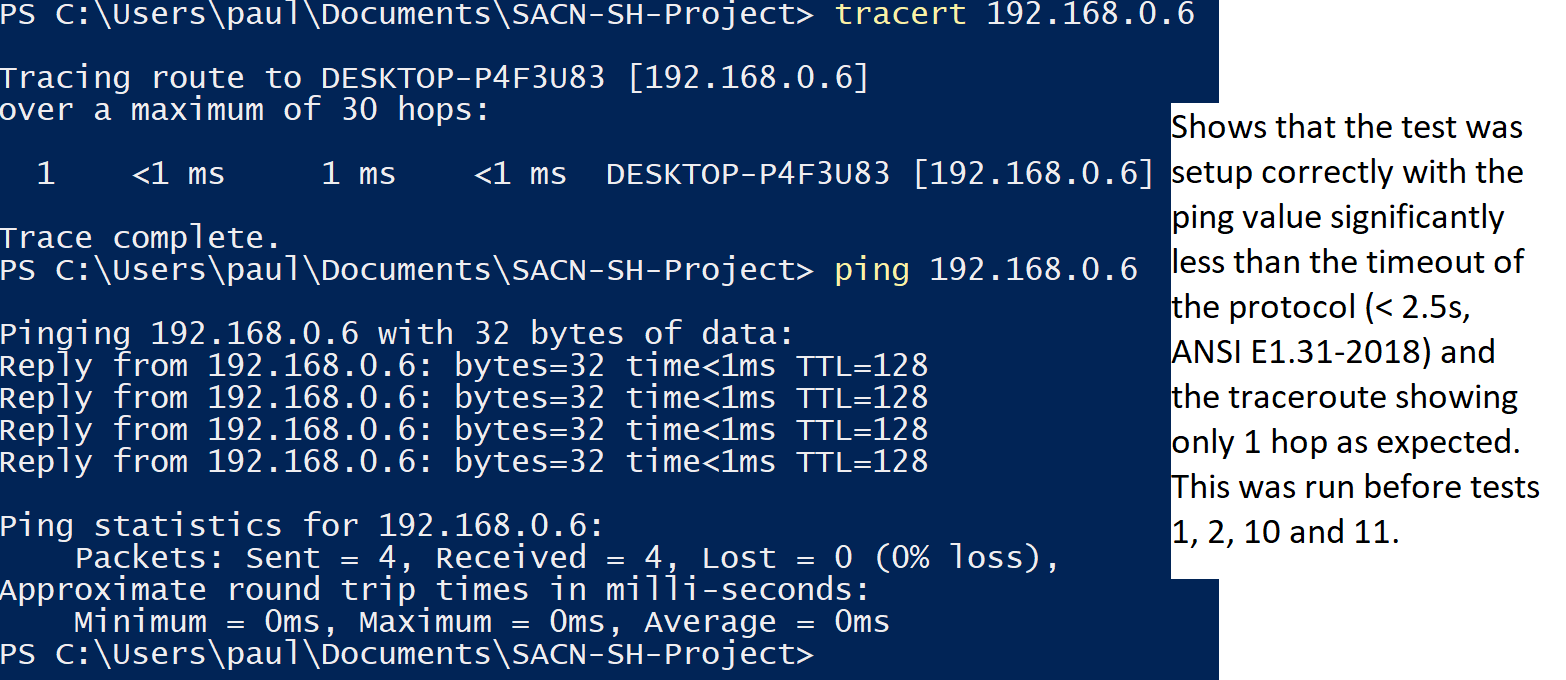 PS C:\Users\paul\Documents\SACN-SH-Project> tracert 192.168.0.6
Tracing route to DESKTOP-P4F3U83 [192.168.0.6]
over a maximum of 30 hops:
1 <1 ms 1 ms <1 ms DESKTOP-P4F3U83 [192.168.0.6]
Trace complete.
PS C:\Users\paul\Documents\SACN-SH-Project> ping 192.168.0.6
Pinging 192.168.0.6 with 32 bytes of data:
Reply from 192.168.0.6: bytes=32 time<1ms TTL=128
Reply from 192.168.0.6: bytes=32 time<1ms TTL=128
Reply from 192.168.0.6: bytes=32 time<1ms TTL=128
Reply from 192.168.0.6: bytes=32 time<1ms TTL=128
Ping statistics for 192.168.0.6:
Packets: Sent = 4, Received = 4, Lost = 0 (0% loss),
Approximate round trip times in milli-seconds:
Minimum = 0ms, Maximum = 0ms, Average = 0ms
PS C:\Users\paul\Documents\SACN-SH-Project>
Shows that the test was
setup correctly with the
ping value significantly
less than the timeout of
the protocol (< 2.5s,
ANSI E1.31-2018) and
the traceroute showing
only 1 hop as expected.
This was run before tests
1, 2, 10 and 11.